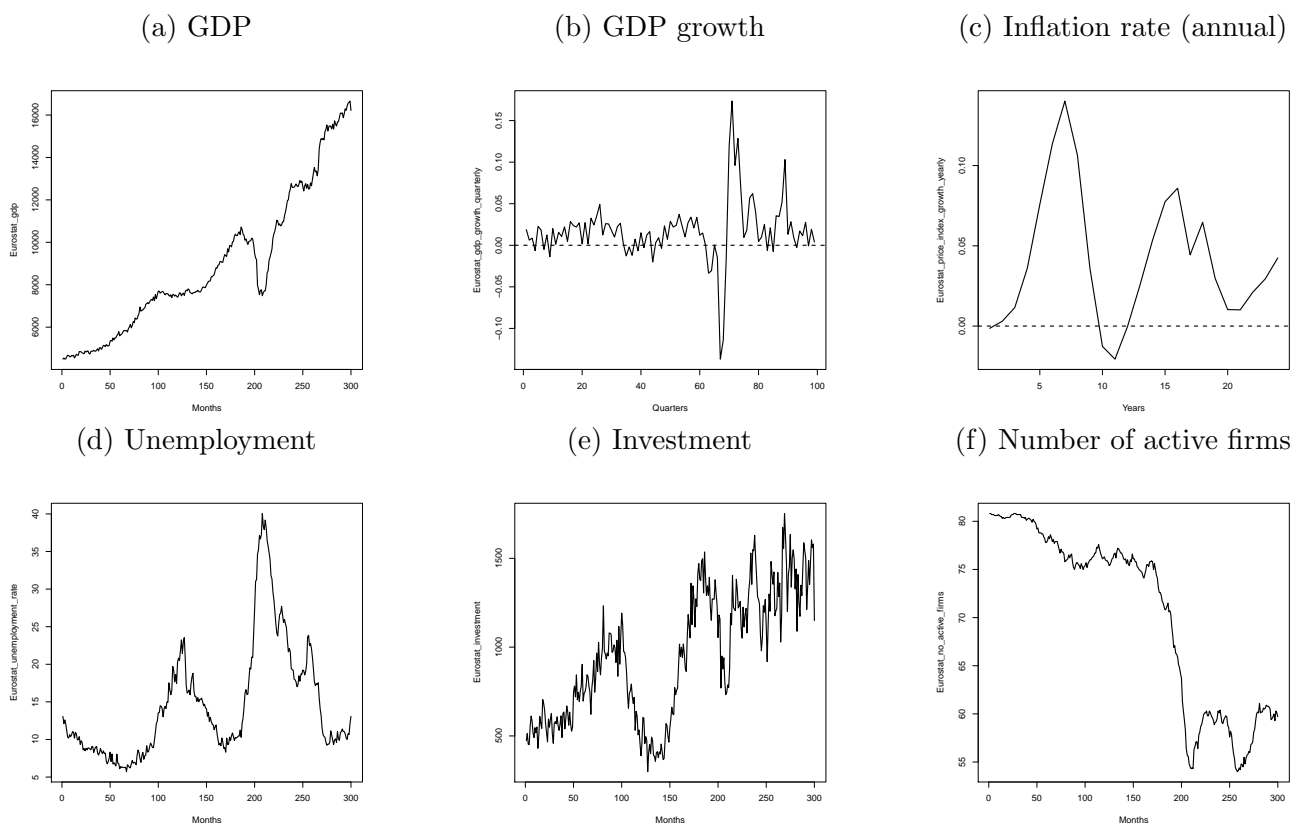 (a) GDP
(b) GDP growth
(c) Inflation rate (annual)
Eurostat_gdp
16000
14000
12000
10000
8000
6000
0 50 100 150 200 250 300
Months
Eurostat_gdp_growth_quarterly
0.15
0.10
0.05
0.00
−0.05
−0.10
0 20 40 60 80 100
Quarters
Eurostat_price_index_growth_yearly
0.10
0.05
0.00
5 10 15 20
Years
(d) Unemployment
(e) Investment
(f) Number of active firms
Eurostat_unemployment_rate
40
35
30
25
20
15
10
5
0 50 100 150 200 250 300
Months
Eurostat_investment
1500
1000
500
0 50 100 150 200 250 300
Months
Eurostat_no_active_firms
80
75
70
65
60
55
0 50 100 150 200 250 300
Months